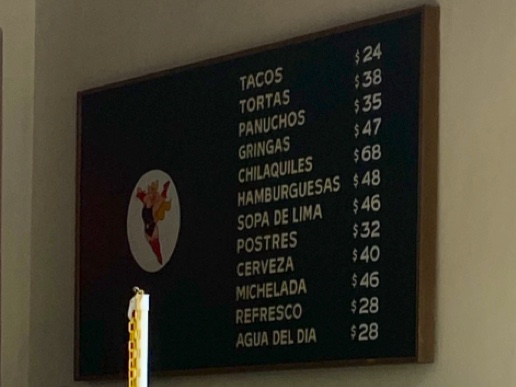 TACOS $24
TORTAS $38
PANUCHOS $35
GRINGAS $47
CHILAQUILES $68
HAMBURGUESAS $48
SOPA DE LIMA $46
POSTRES $32
CERVEZA $40
MICHELADA $46
REFRESCO $28
AGUA DEL DIA $28